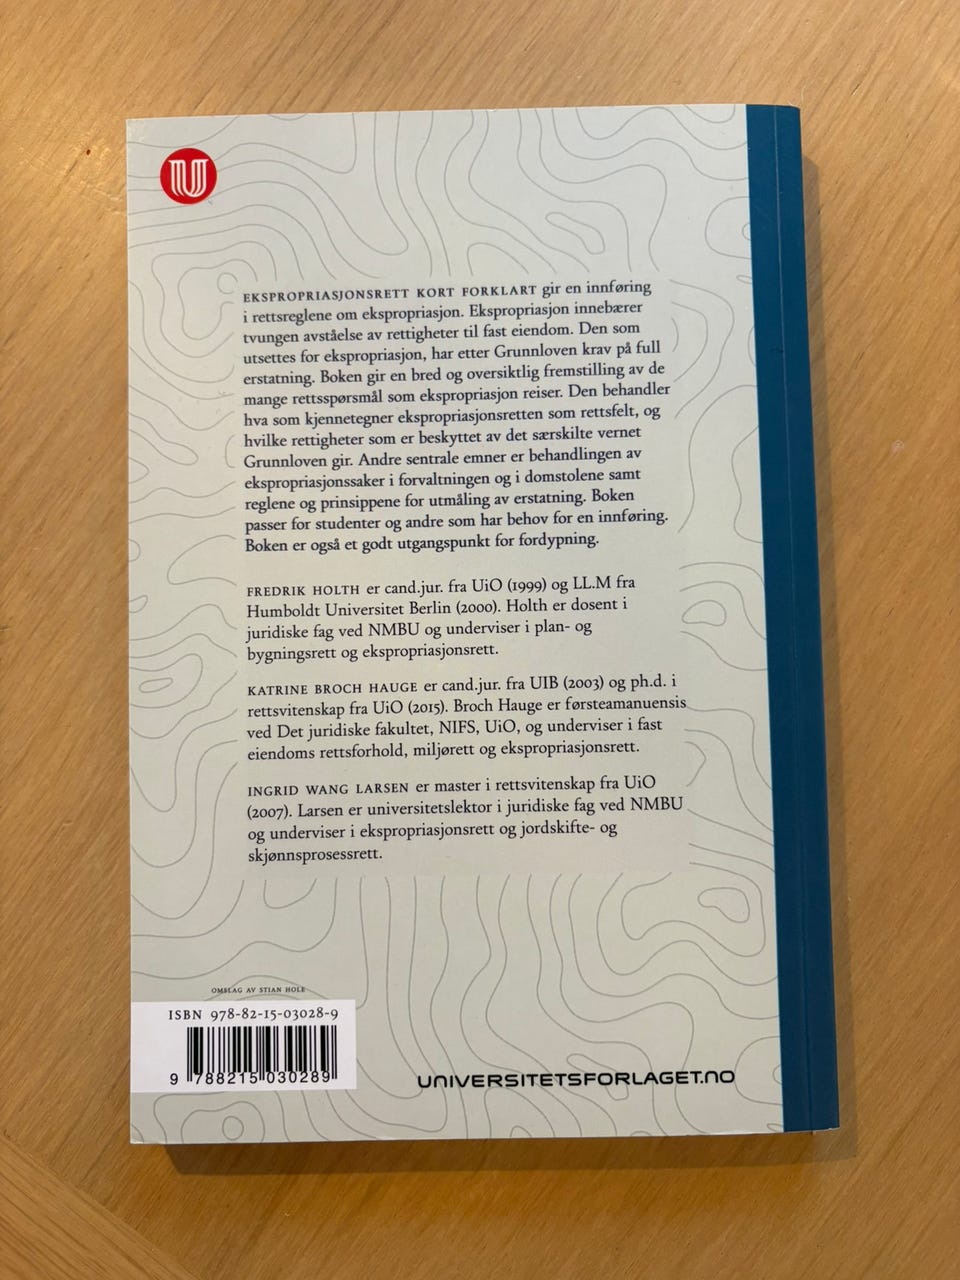 U
EKSPROPRIASJONSRETT KORT FORKLART gir en innføring
i rettsreglene om ekspropriasjon. Ekspropriasjon innebærer
tvungen avståelse av rettigheter til fast eiendom. Den som
utsettes for ekspropriasjon, har etter Grunnloven krav på full
erstatning. Boken gir en bred og oversiktlig fremstilling av de
mange rettsspørsmål som ekspropriasjon reiser. Den behandler
hva som kjennetegner ekspropriasjonsretten som rettsfelt, og
hvilke rettigheter som er beskyttet av det særskilte vernet
Grunnloven gir. Andre sentrale emner er behandlingen av
ekspropriasjonssaker i forvaltningen og i domstolene samt
reglene og prinsippene for utmåling av erstatning. Boken
passer for studenter og andre som har behov for en innføring.
Boken er også et godt utgangspunkt for fordypning.
FREDRIK HOLTH er cand.jur. fra UiO (1999) og LL.M fra
Humboldt Universitet Berlin (2000). Holth er dosent i
juridiske fag ved NMBU og underviser i plan- og
bygningsrett og ekspropriasjonsrett.
KATRINE BROCH HAUGE er cand.jur. fra UIB (2003) og ph.d. i
rettsvitenskap fra UiO (2015). Broch Hauge er førsteamanuensis
ved Det juridiske fakultet, NIFS, UiO, og underviser i fast
eiendoms rettsforhold, miljørett og ekspropriasjonsrett.
INGRID WANG LARSEN er master i rettsvitenskap fra UiO
(2007). Larsen er universitetslektor i juridiske fag ved NMBU
og underviser i ekspropriasjonsrett og jordskifte- og
skjønnsprosessrett.
OMSLAG AV STIAN HOLE
ISBN 978-82-15-03028-9
9 788215 030289
UNIVERSITETSFORLAGET.NO